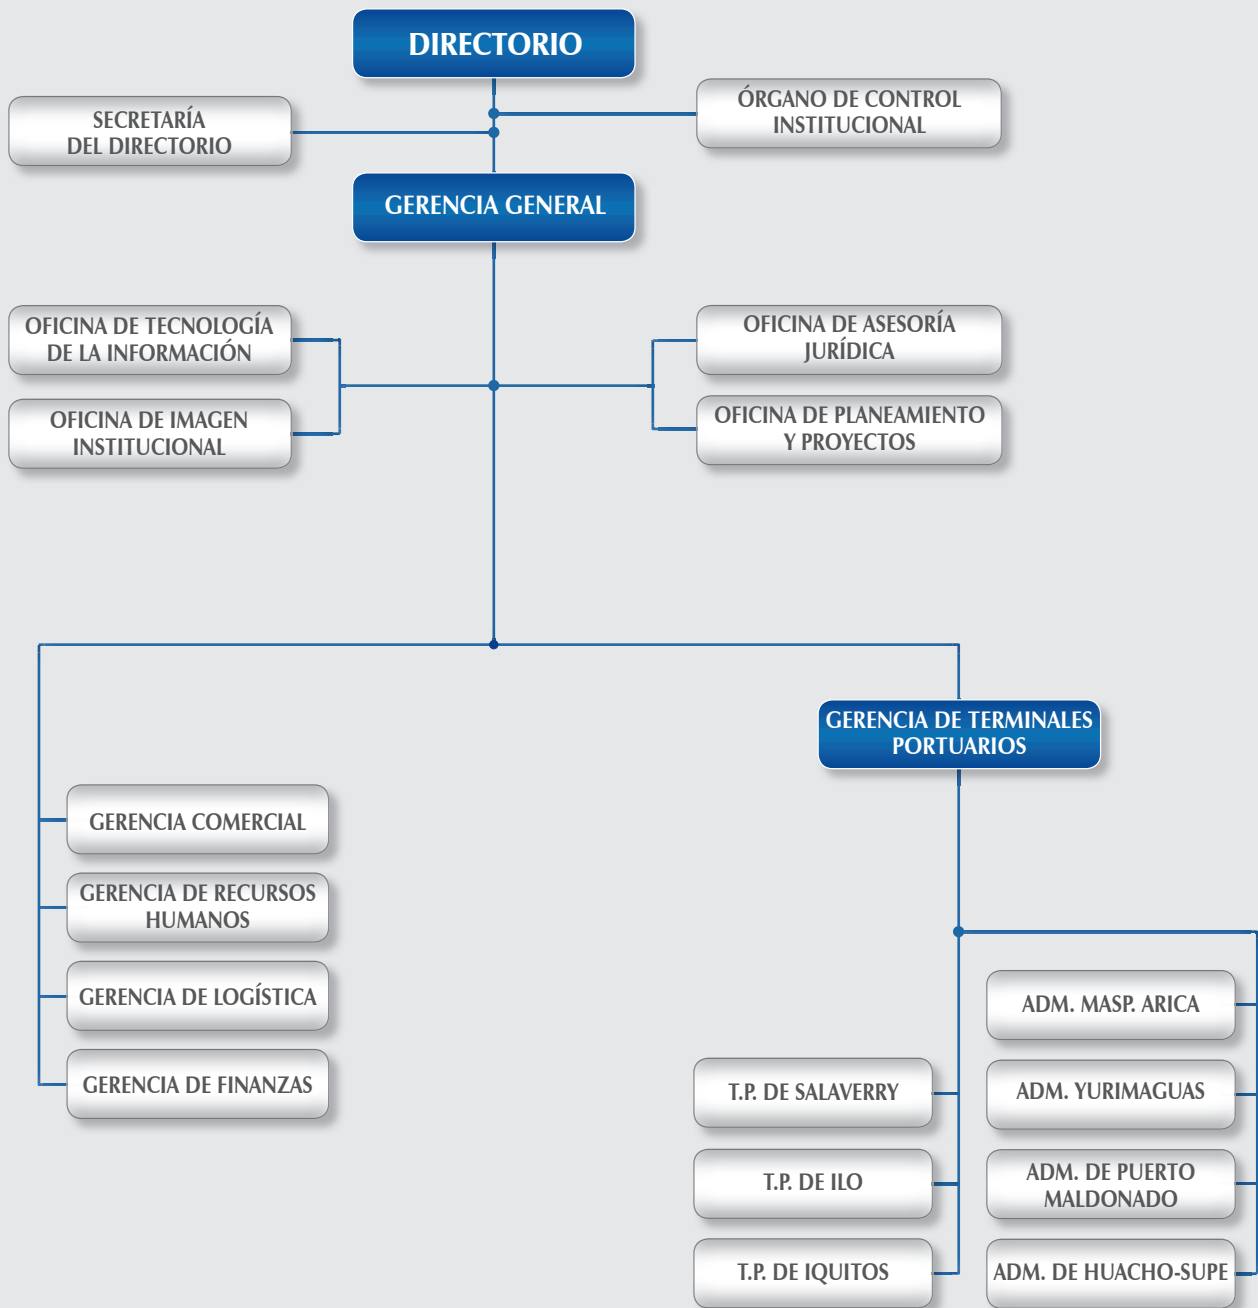 DIRECTORIO
SECRETARÍA
DEL DIRECTORIO
ÓRGANO DE CONTROL
INSTITUCIONAL
GERENCIA GENERAL
OFICINA DE TECNOLOGÍA
DE LA INFORMACIÓN
OFICINA DE ASESORÍA
JURÍDICA
OFICINA DE IMAGEN
INSTITUCIONAL
OFICINA DE PLANEAMIENTO
Y PROYECTOS
GERENCIA DE TERMINALES
PORTUARIOS
GERENCIA COMERCIAL
GERENCIA DE RECURSOS
HUMANOS
GERENCIA DE LOGÍSTICA
GERENCIA DE FINANZAS
T.P. DE SALAVERRY
T.P. DE ILO
T.P. DE IQUITOS
ADM. MASP. ARICA
ADM. YURIMAGUAS
ADM. DE PUERTO
MALDONADO
ADM. DE HUACHO-SUPE